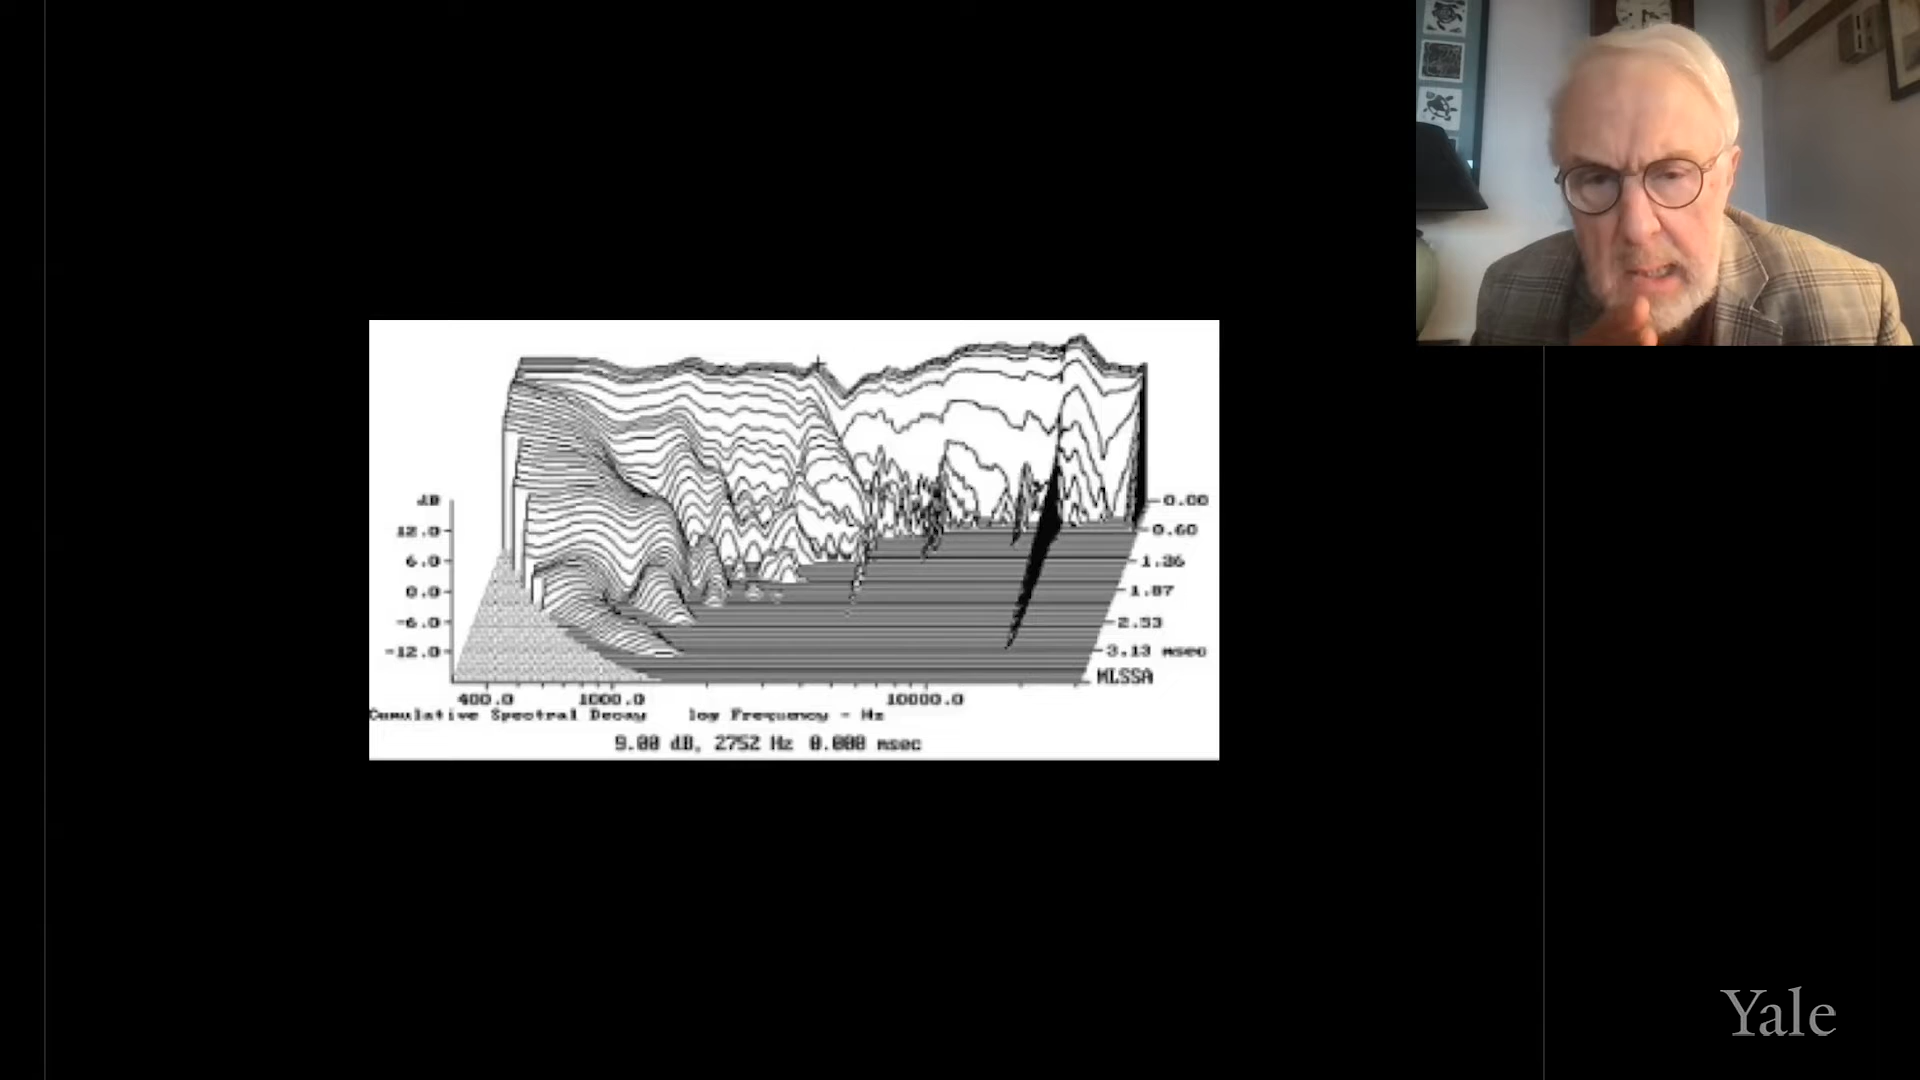 dB
12.0
6.0
0.0
-6.0
-12.0
0.00
0.60
1.26
1.87
2.53
3.13 msec
MLSSA
400.0 1000.0 10000.0
Cumulative Spectral Decay log Frequency - Hz
9.00 dB, 2752 Hz 0.000 msec
Yale